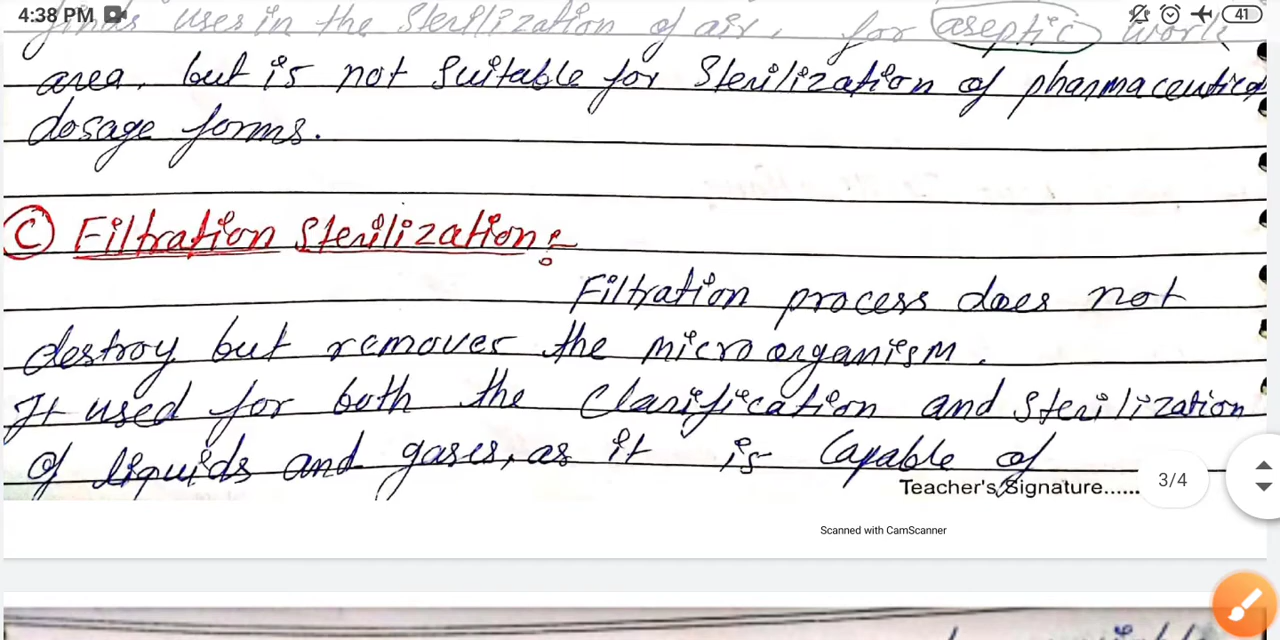 4:38 PM
41
finds uses in the Sterilization of air, for aseptic work
area, but is not suitable for Sterilization of pharmaceutical
dosage forms.
C Filtration Sterilization:-
Filtration process does not
destroy but remover the microorganism.
It used for both the Clarification and Sterilization
of liquids and gases, as it is Capable of
Teacher's Signature......
3/4
Scanned with CamScanner